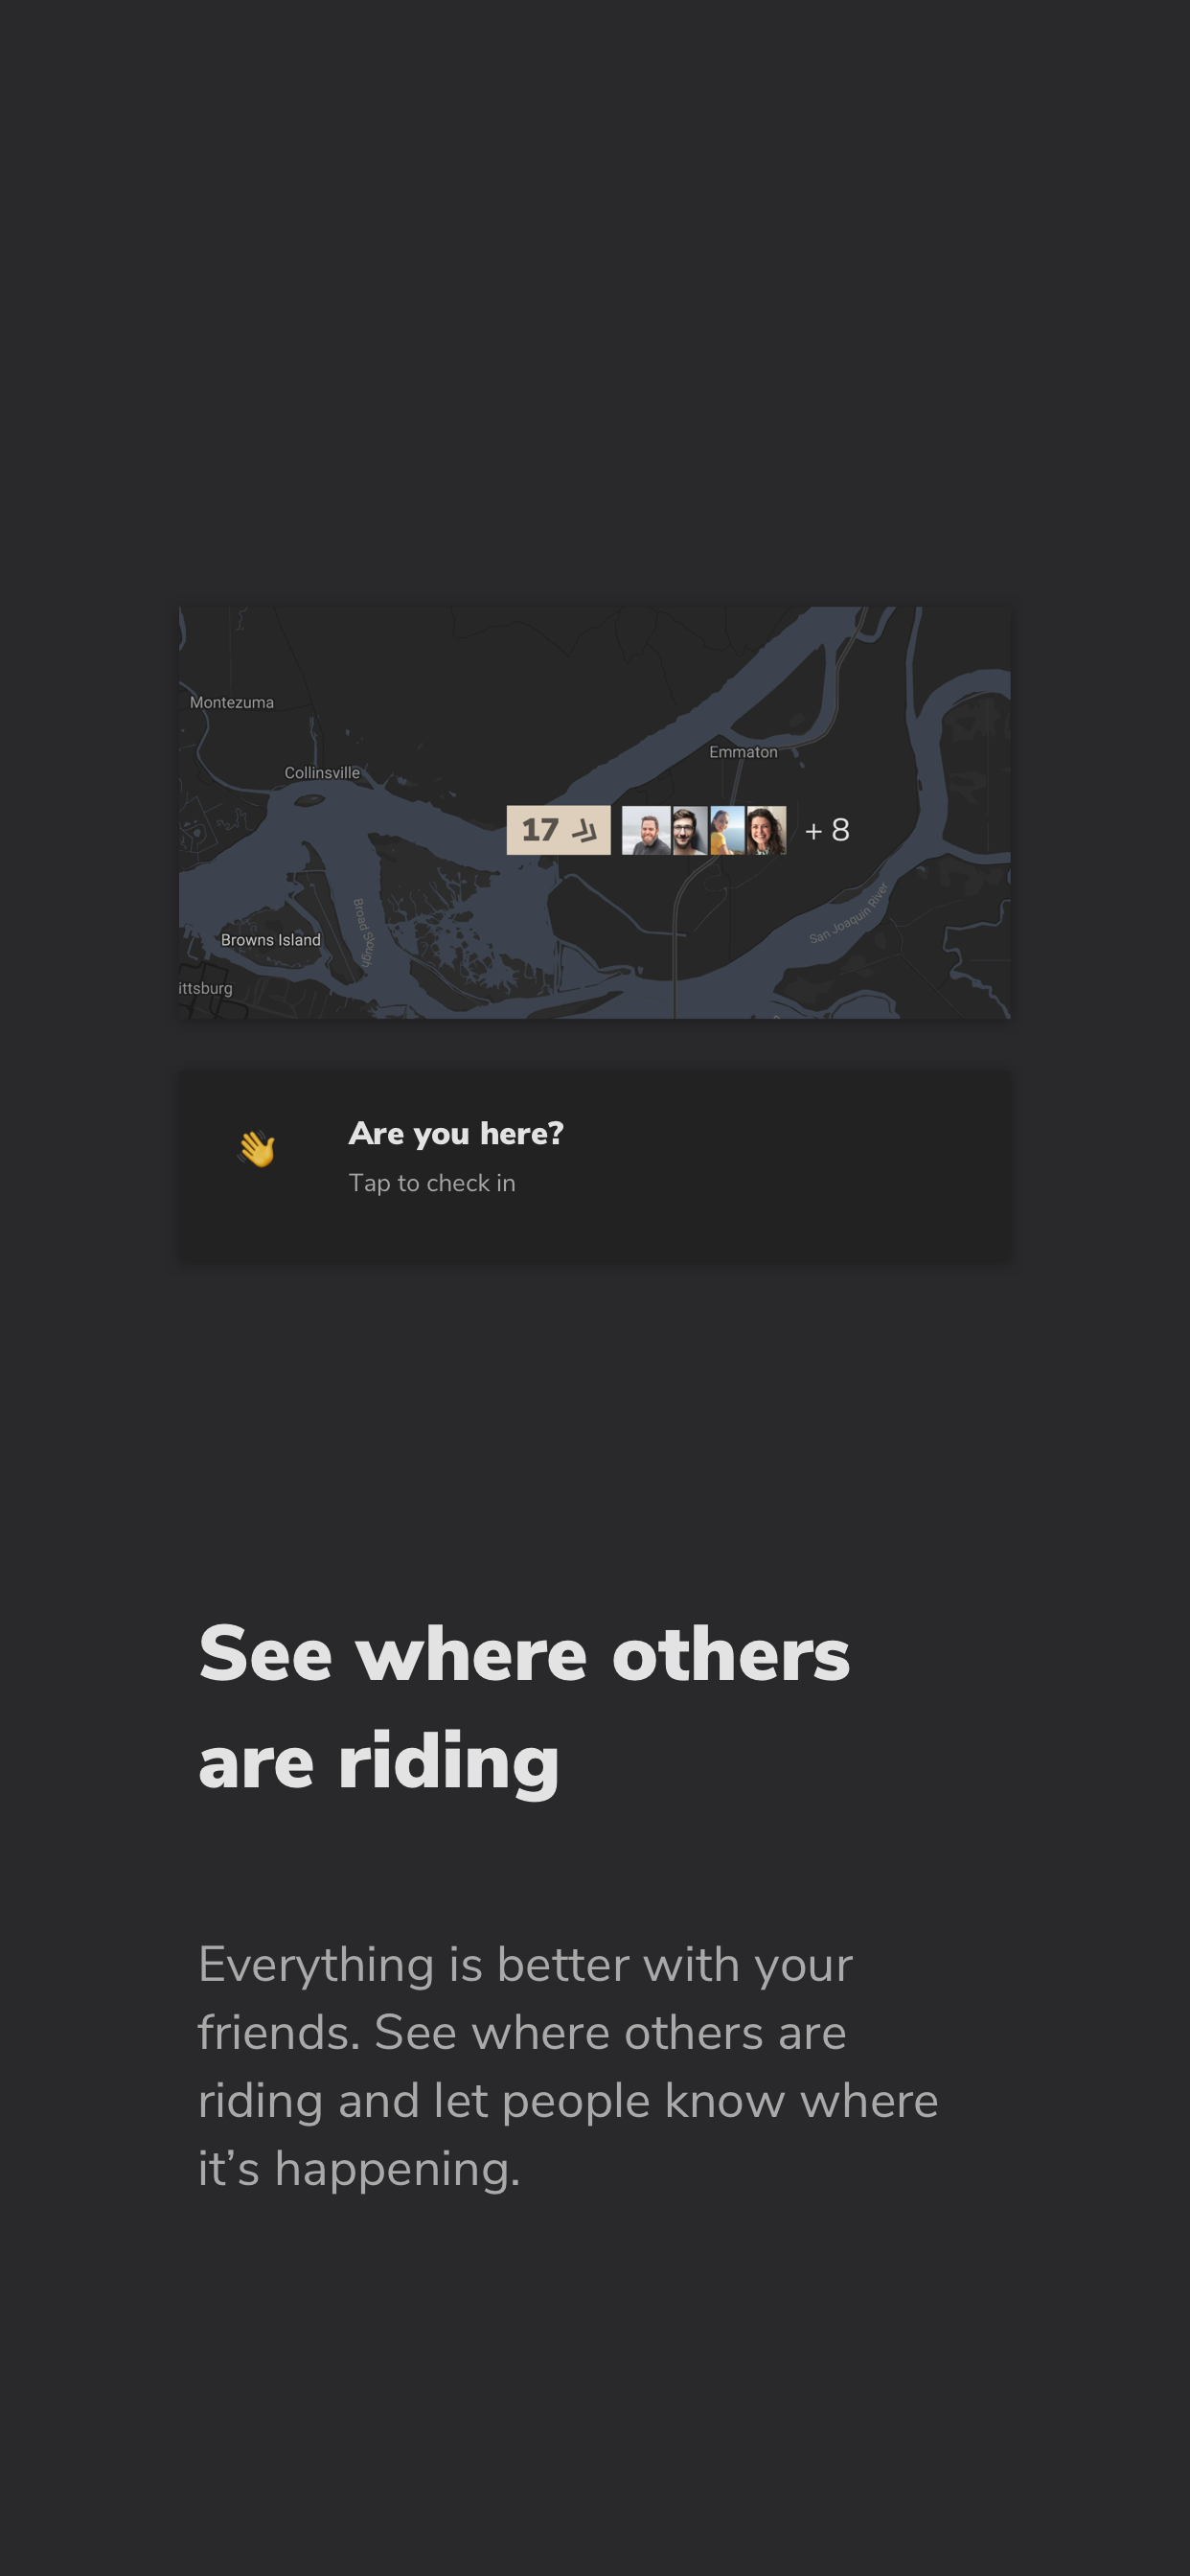 Montezuma
Emmaton
Collinsville
17
+ 8
Broad Slough
San Joaquin River
Browns Island
ittsburg
Are you here?
Tap to check in
See where others
are riding
Everything is better with your
friends. See where others are
riding and let people know where
it’s happening.